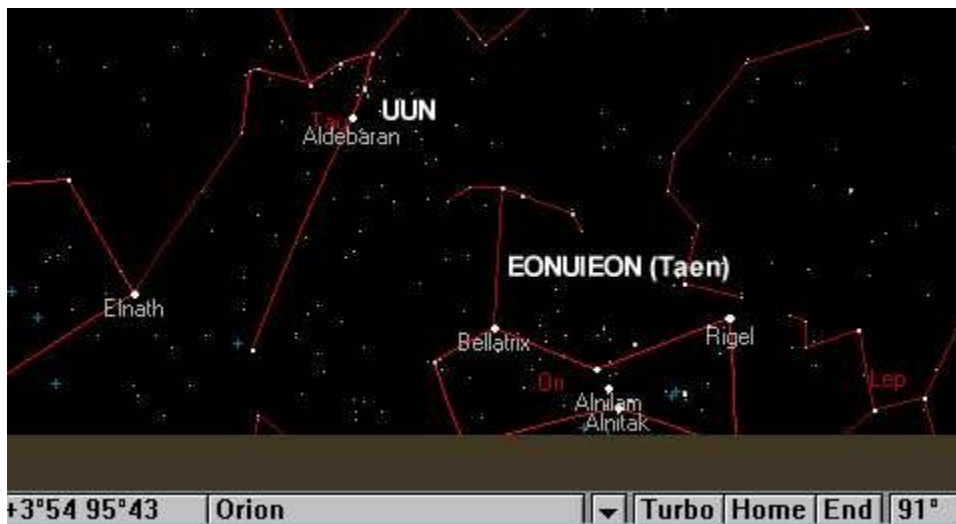 UUN
Tau
Aldebaran
EONUIEON (Taen)
Elnath
Bellatrix
Rigel
Ori
Lep
Alnilam
Alnitak
+3°54 95°43 Orion Turbo Home End 91°